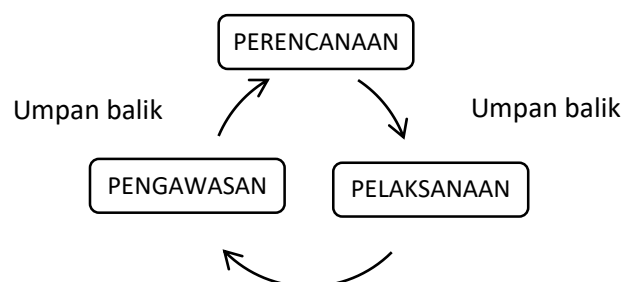 PERENCANAAN
Umpan balik
Umpan balik
PENGAWASAN
PELAKSANAAN